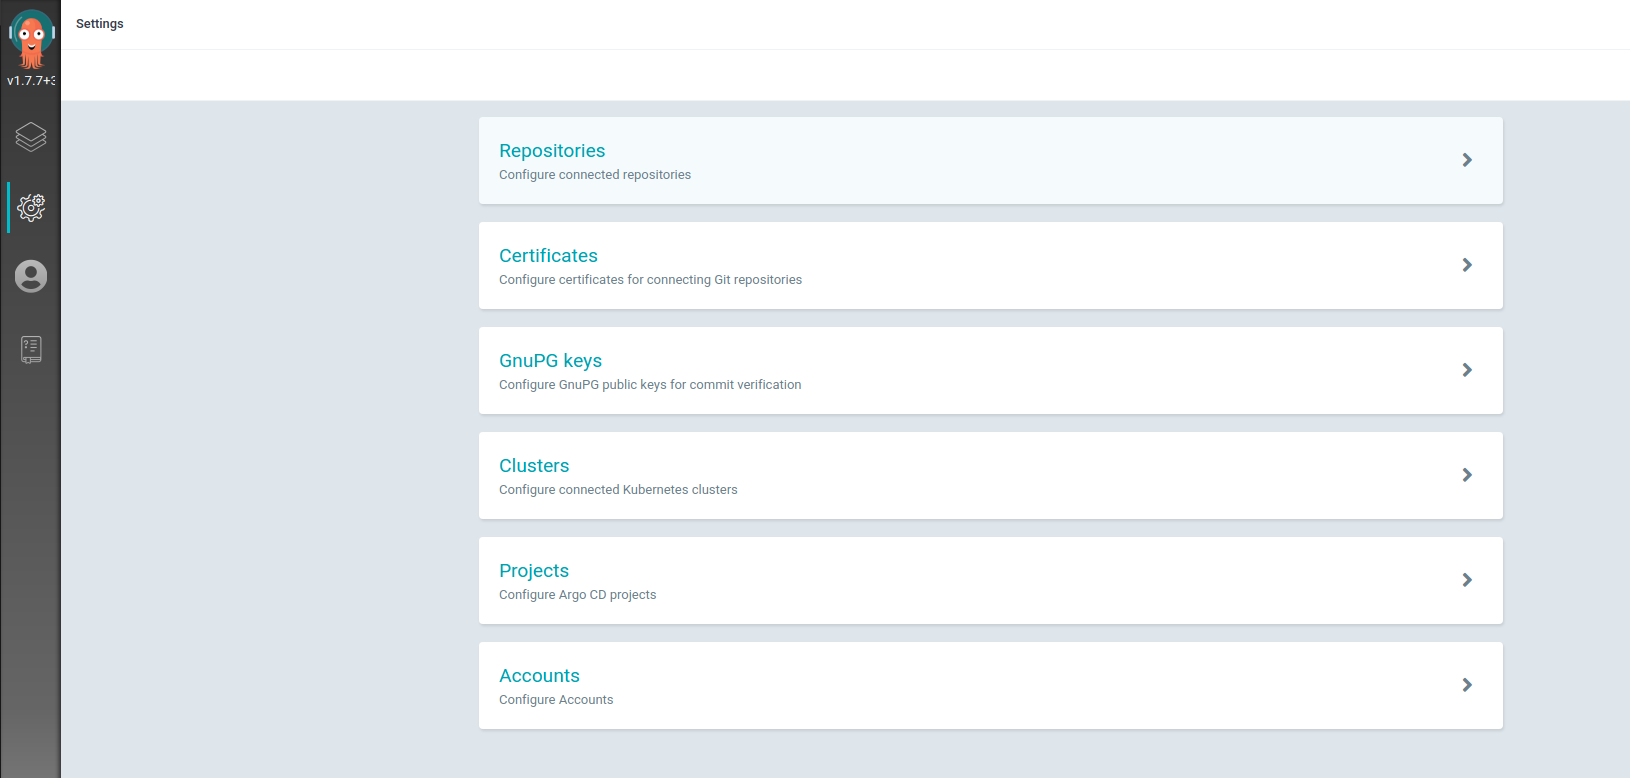 Settings
v1.7.7+3
Repositories
Configure connected repositories
Certificates
Configure certificates for connecting Git repositories
GnuPG keys
Configure GnuPG public keys for commit verification
Clusters
Configure connected Kubernetes clusters
Projects
Configure Argo CD projects
Accounts
Configure Accounts